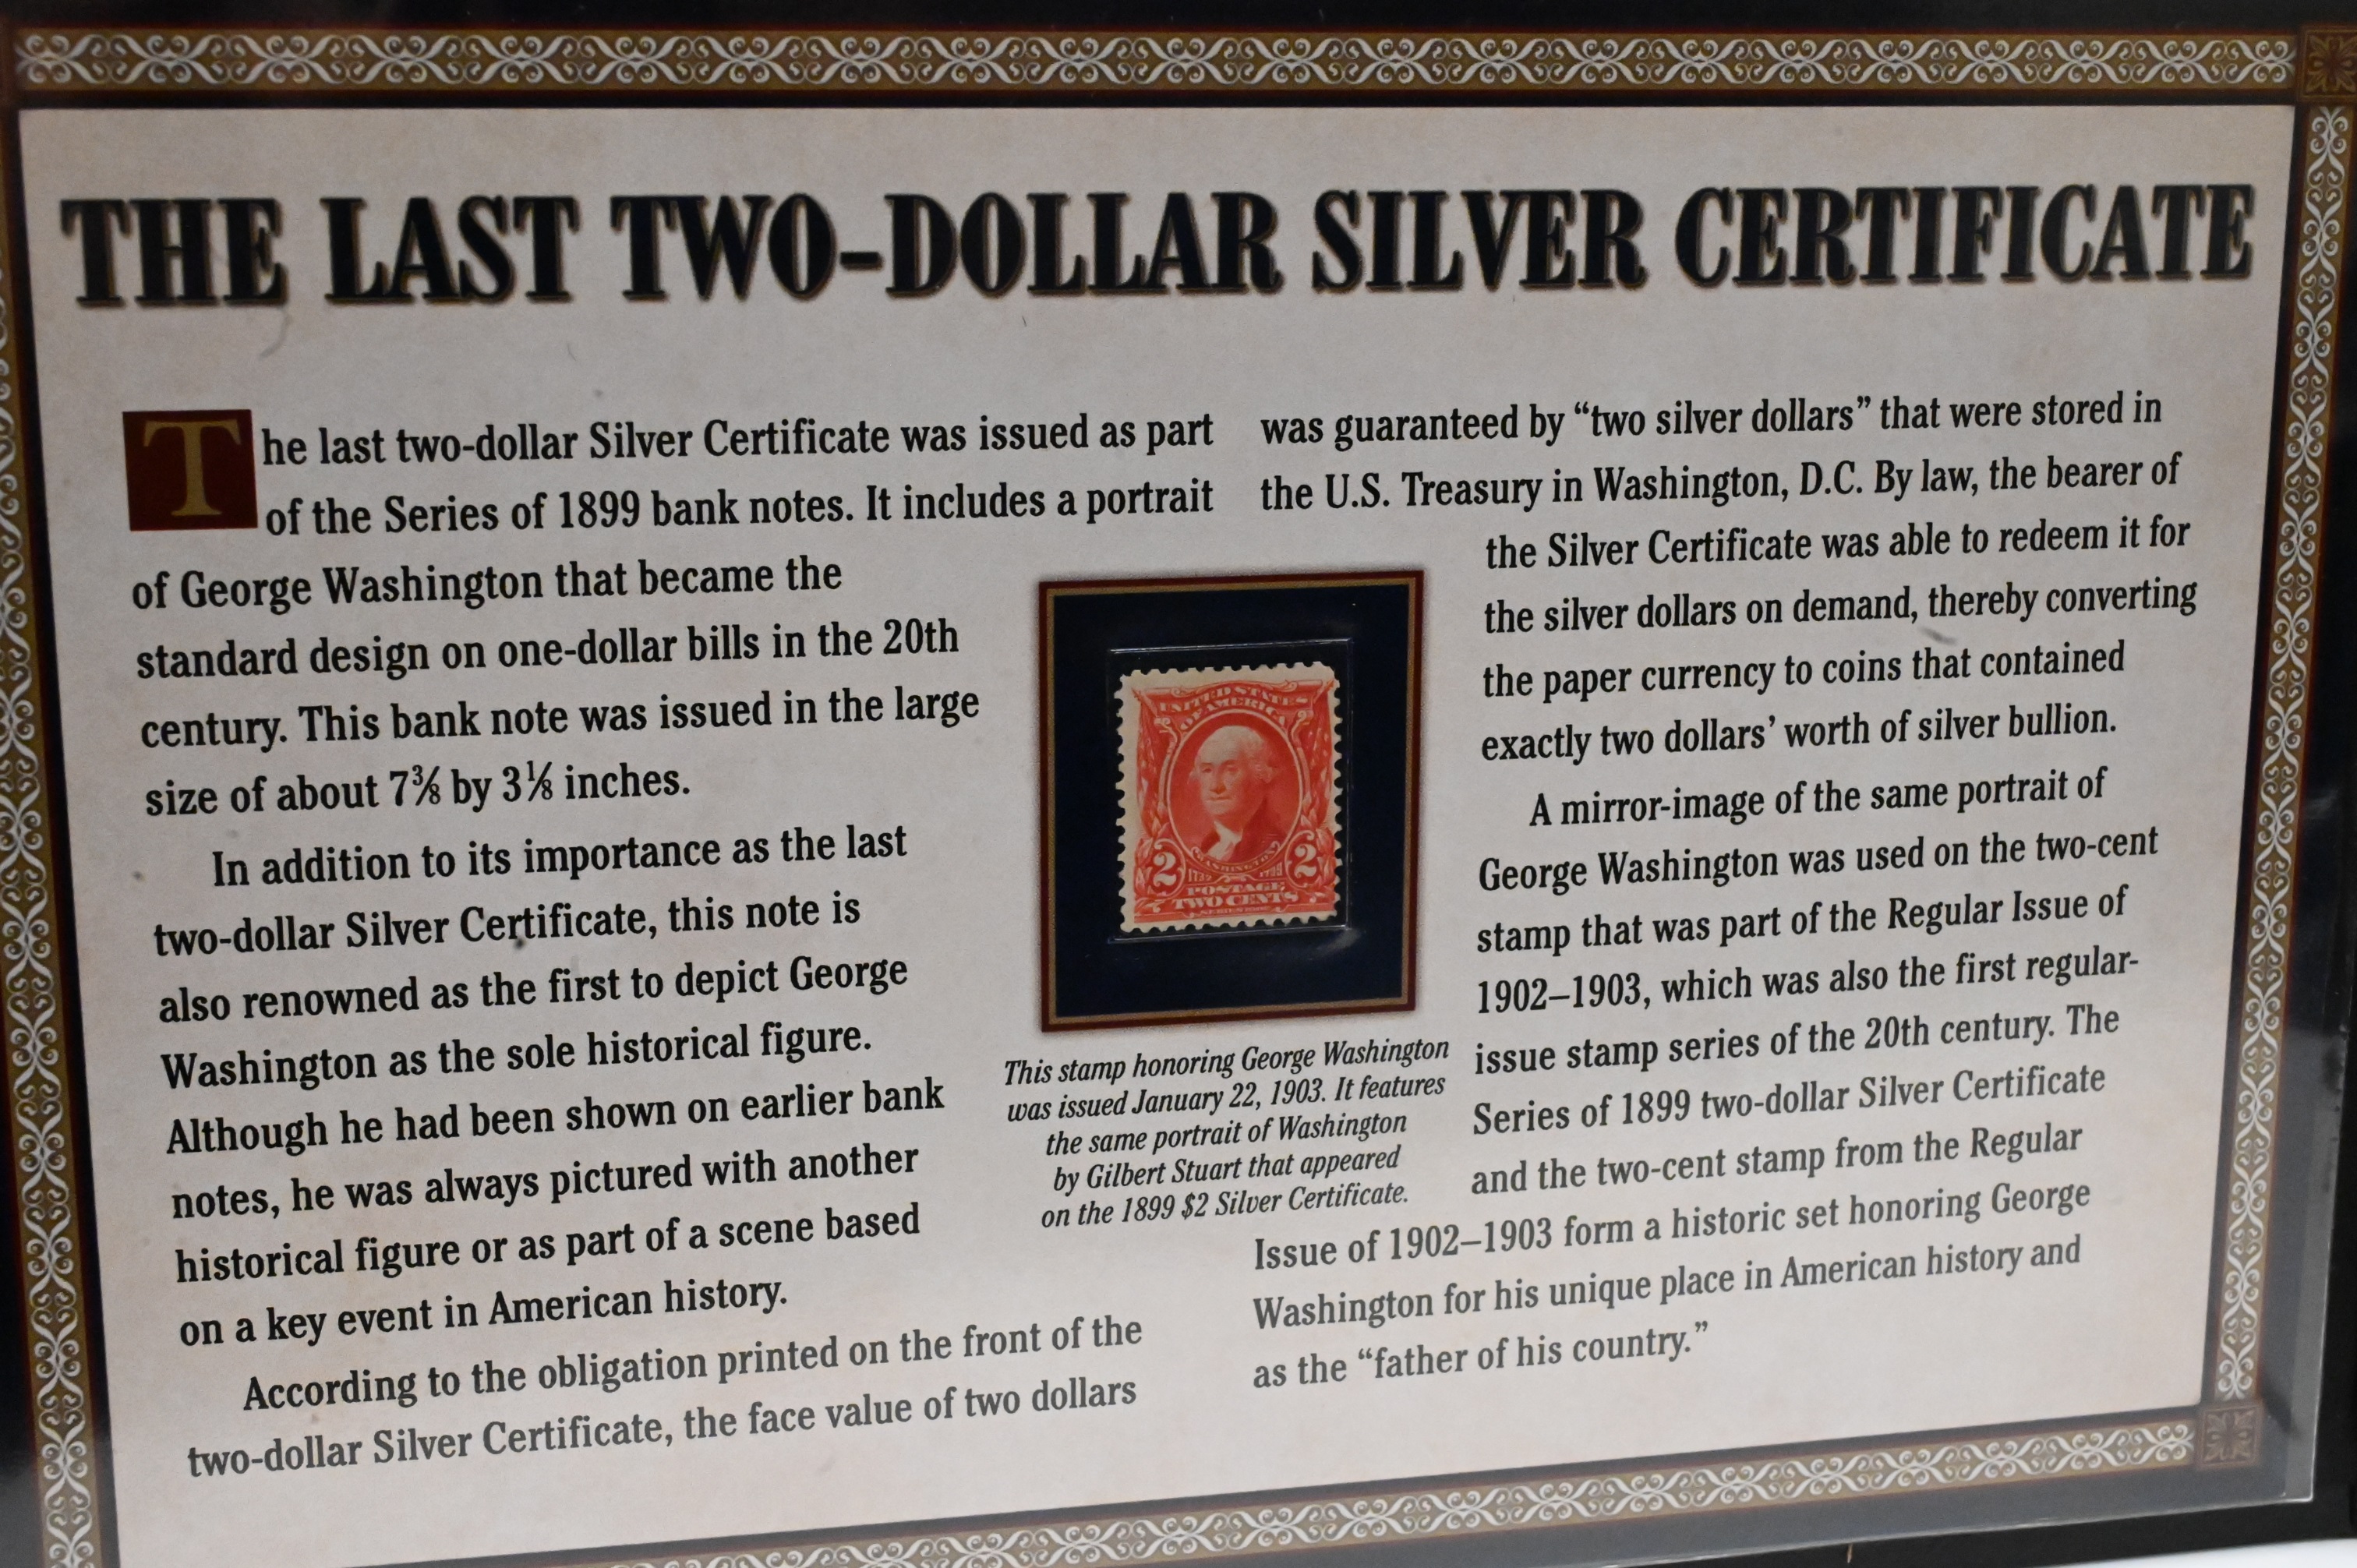 THE LAST TWO-DOLLAR SILVER CERTIFICATE
The last two-dollar Silver Certificate was issued as part
of the Series of 1899 bank notes. It includes a portrait
of George Washington that became the
standard design on one-dollar bills in the 20th
century. This bank note was issued in the large
size of about 7⅜ by 3⅛ inches.
In addition to its importance as the last
two-dollar Silver Certificate, this note is
also renowned as the first to depict George
Washington as the sole historical figure.
Although he had been shown on earlier bank
notes, he was always pictured with another
historical figure or as part of a scene based
on a key event in American history.
According to the obligation printed on the front of the
two-dollar Silver Certificate, the face value of two dollars
was guaranteed by “two silver dollars” that were stored in
the U.S. Treasury in Washington, D.C. By law, the bearer of
the Silver Certificate was able to redeem it for
the silver dollars on demand, thereby converting
the paper currency to coins that contained
exactly two dollars’ worth of silver bullion.
A mirror-image of the same portrait of
George Washington was used on the two-cent
stamp that was part of the Regular Issue of
1902–1903, which was also the first regular-
issue stamp series of the 20th century. The
Series of 1899 two-dollar Silver Certificate
and the two-cent stamp from the Regular
Issue of 1902–1903 form a historic set honoring George
Washington for his unique place in American history and
as the “father of his country.”
UNITED STATES
OF AMERICA
WASHINGTON
2 2
1732 1799
POSTAGE
TWO CENTS
This stamp honoring George Washington
was issued January 22, 1903. It features
the same portrait of Washington
by Gilbert Stuart that appeared
on the 1899 $2 Silver Certificate.